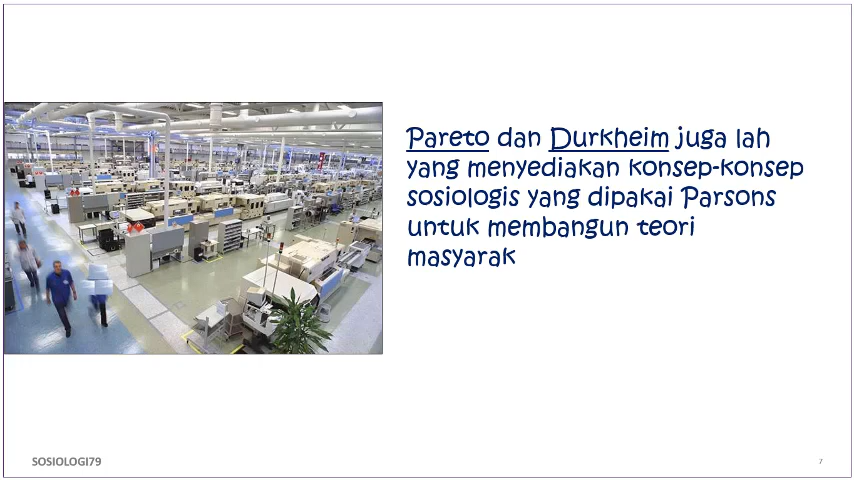 Pareto dan Durkheim juga lah
yang menyediakan konsep-konsep
sosiologis yang dipakai Parsons
untuk membangun teori
masyarak
SOSIOLOGI79
7